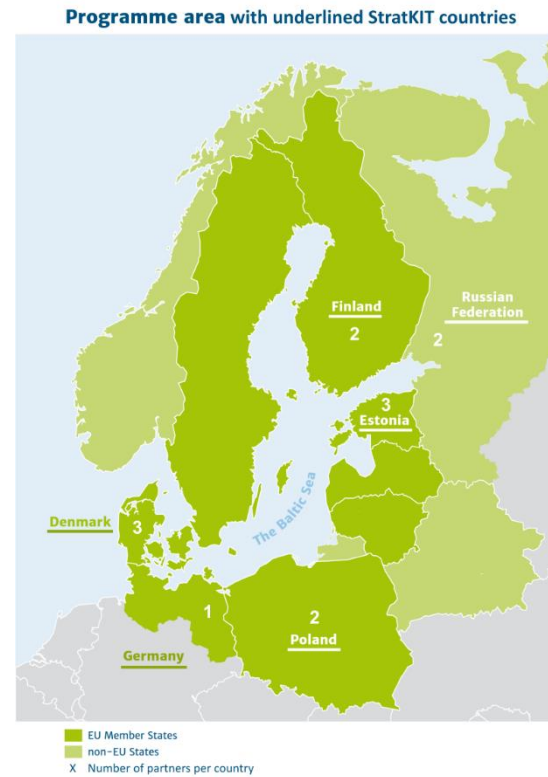 Programme area with underlined StratKIT countries
Finland
2
Russian
Federation
2
3
Estonia
The Baltic Sea
Denmark
3
1
2
Poland
Germany
EU Member States
non-EU States
X Number of partners per country